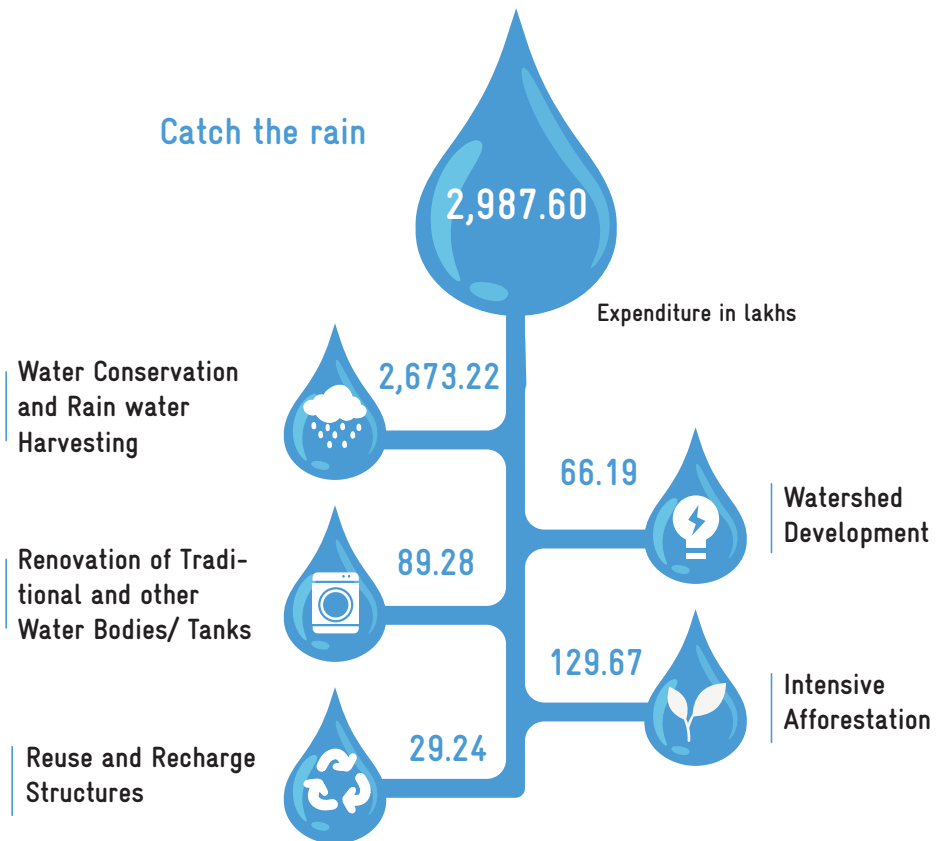 Catch the rain
2,987.60
Expenditure in lakhs
Water Conservation
and Rain water
Harvesting
2,673.22
66.19
Watershed
Development
Renovation of Tradi-
tional and other
Water Bodies/ Tanks
89.28
129.67
Intensive
Afforestation
Reuse and Recharge
Structures
29.24